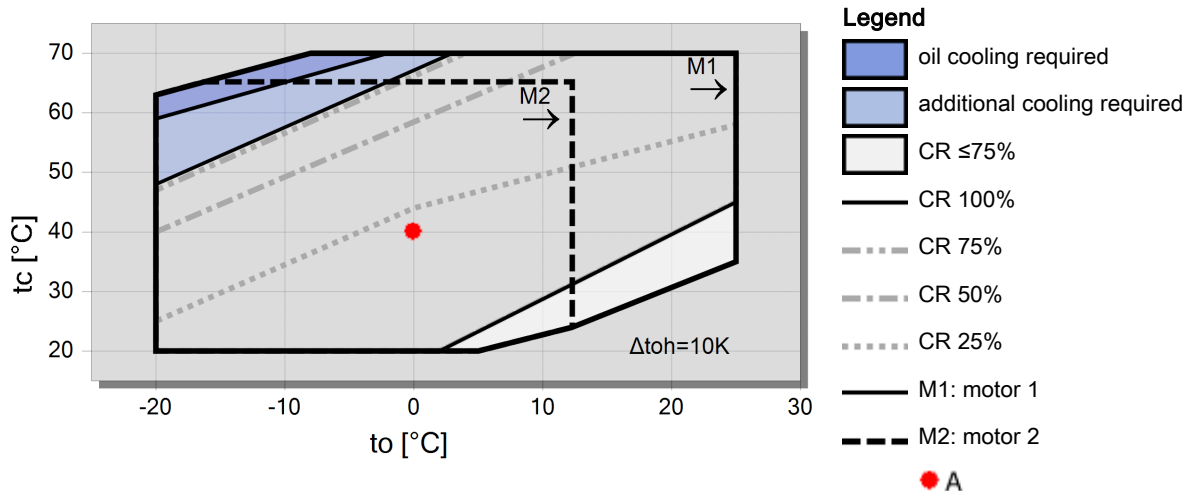 70
60
50
40
30
20
tc [°C]
-20
-10
0
10
20
30
to [°C]
M1
M2
Δtoh=10K
Legend
oil cooling required
additional cooling required
CR ≤75%
CR 100%
CR 75%
CR 50%
CR 25%
M1: motor 1
M2: motor 2
A